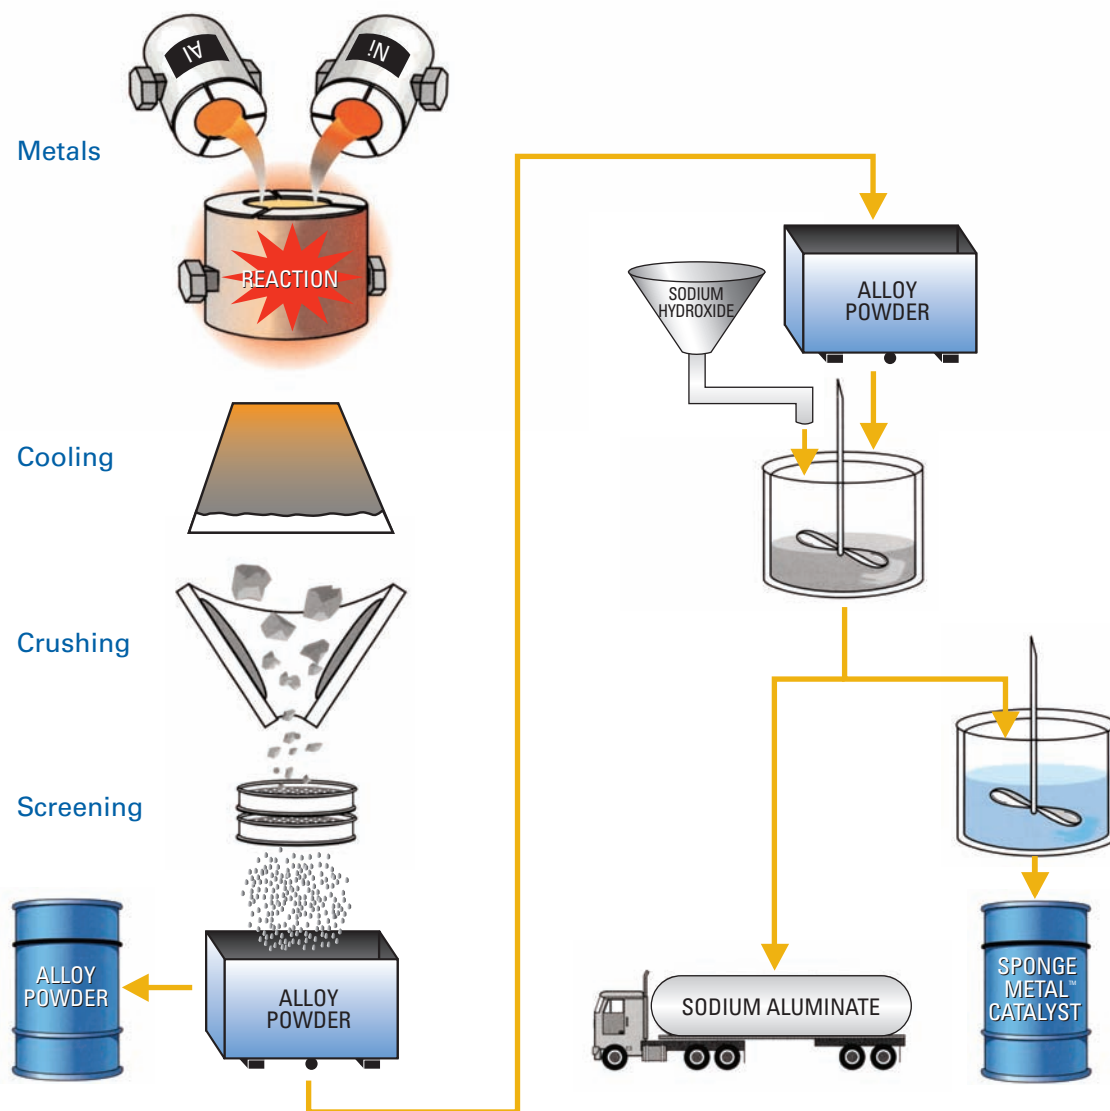 Al
Ni
Metals
REACTION
Cooling
Crushing
Screening
ALLOY
POWDER
ALLOY
POWDER
SODIUM
HYDROXIDE
ALLOY
POWDER
SODIUM ALUMINATE
SPONGE
METAL™
CATALYST